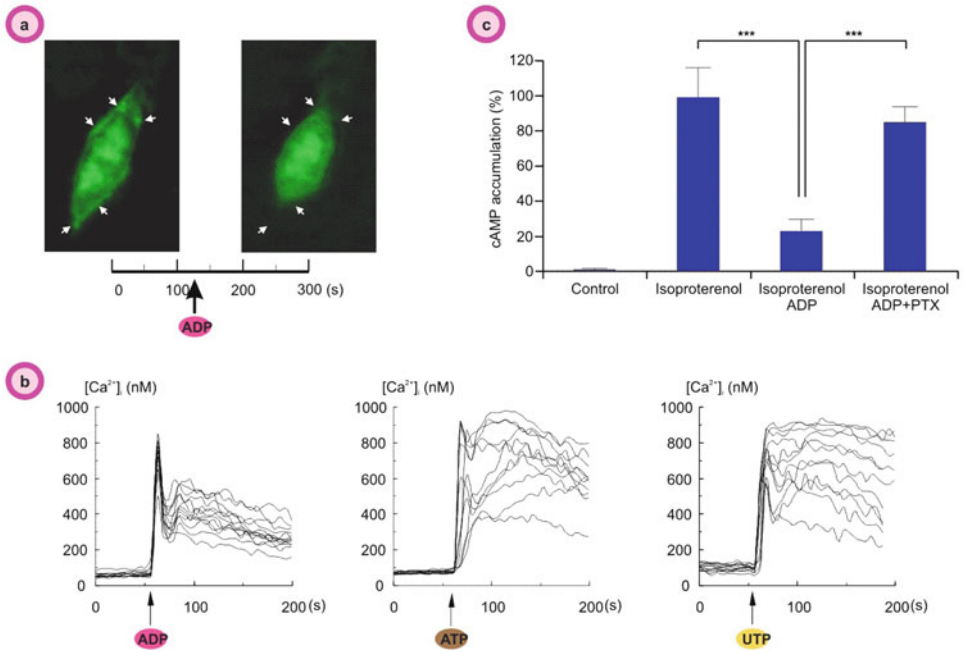 a
0 100 200 300 (s)
ADP
c
*** ***
cAMP accumulation (%)
120
100
80
60
40
20
0
Control Isoproterenol Isoproterenol Isoproterenol
ADP ADP+PTX
b
[Ca²⁺]ᵢ (nM) [Ca²⁺]ᵢ (nM) [Ca²⁺]ᵢ (nM)
1000 1000 1000
800 800 800
600 600 600
400 400 400
200 200 200
0 0 0
0 100 200 (s) 0 100 200 (s) 0 100 200 (s)
ADP ATP UTP